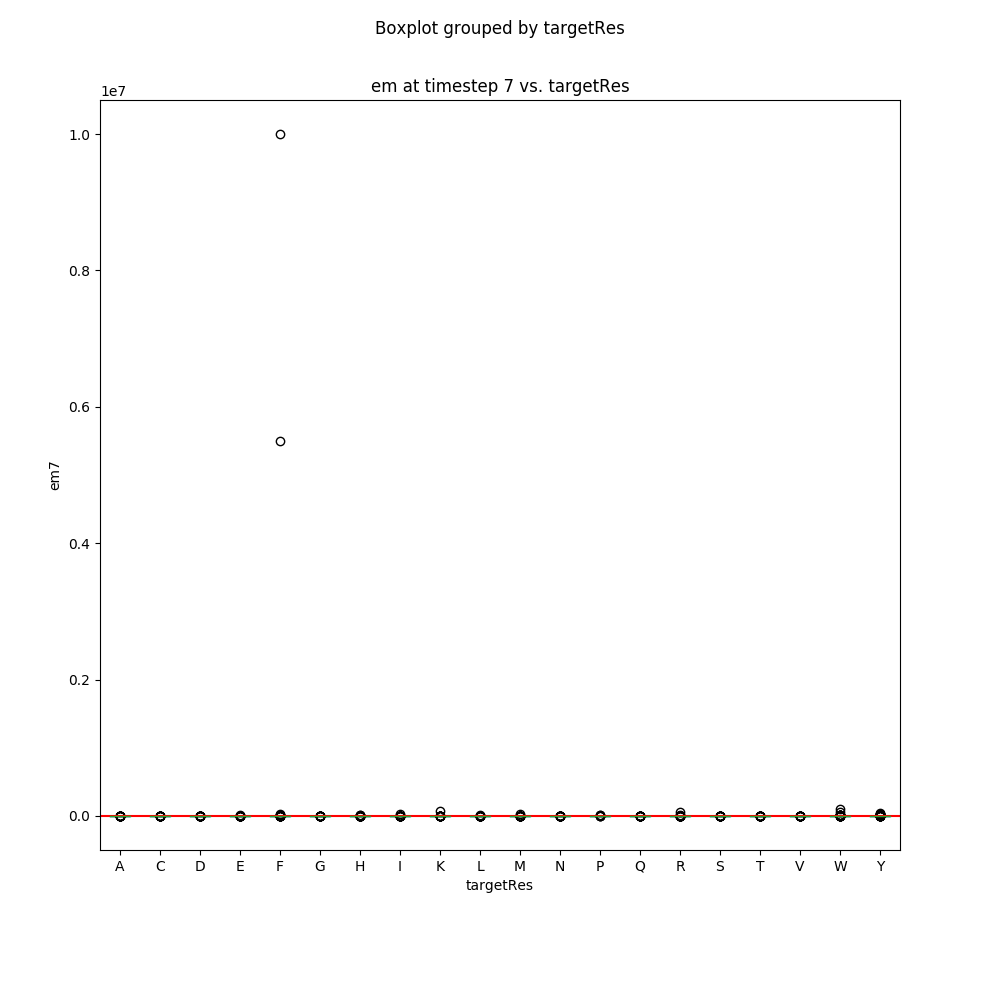 Boxplot grouped by targetRes
em at timestep 7 vs. targetRes
1e7
1.0
0.8
0.6
0.4
0.2
0.0
em7
A C D E F G H I K L M N P Q R S T V W Y
targetRes